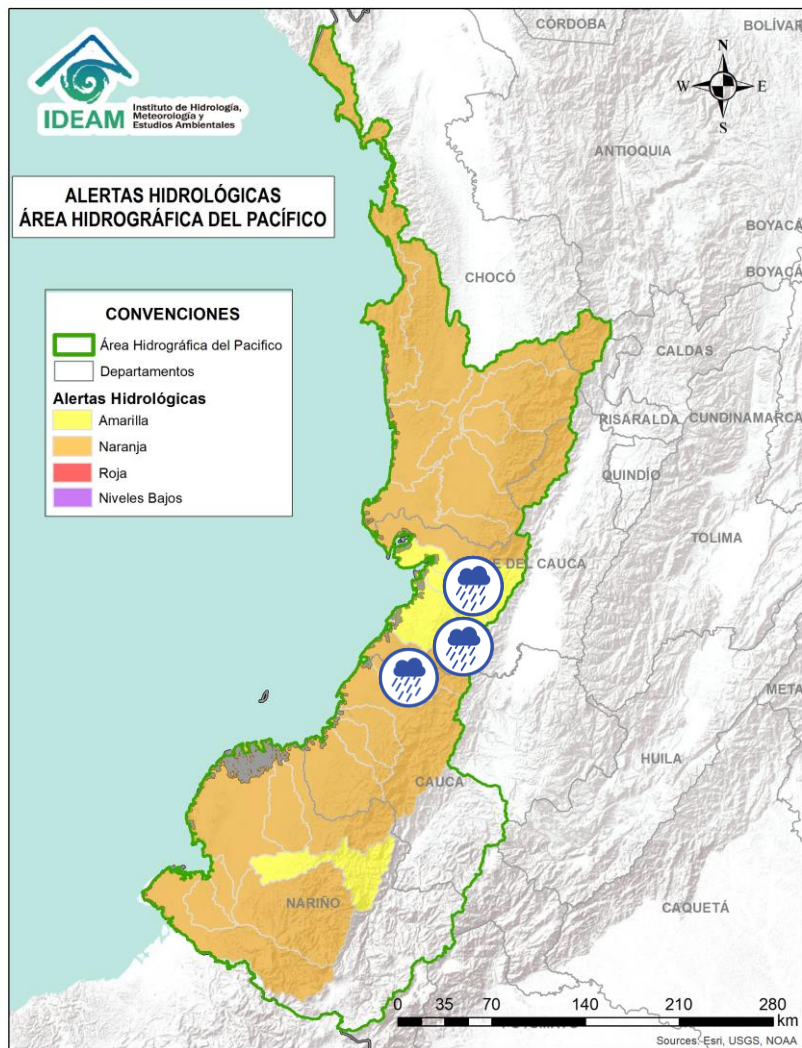 IDEAM
Instituto de Hidrología,
Meteorología y
Estudios Ambientales
CÓRDOBA
BOLÍVAR
N
W E
S
ANTIOQUIA
ALERTAS HIDROLÓGICAS
ÁREA HIDROGRÁFICA DEL PACÍFICO
BOYACÁ
BOYACÁ
CHOCÓ
CONVENCIONES
Área Hidrográfica del Pacifico
Departamentos
Alertas Hidrológicas
Amarilla
Naranja
Roja
Niveles Bajos
CALDAS
RISARALDA
CUNDINAMARCA
QUINDÍO
TOLIMA
DEL CAUCA
META
HUILA
CAUCA
NARIÑO
CAQUETÁ
0 35 70 140 210 280
km
Sources: Esri, USGS, NOAA